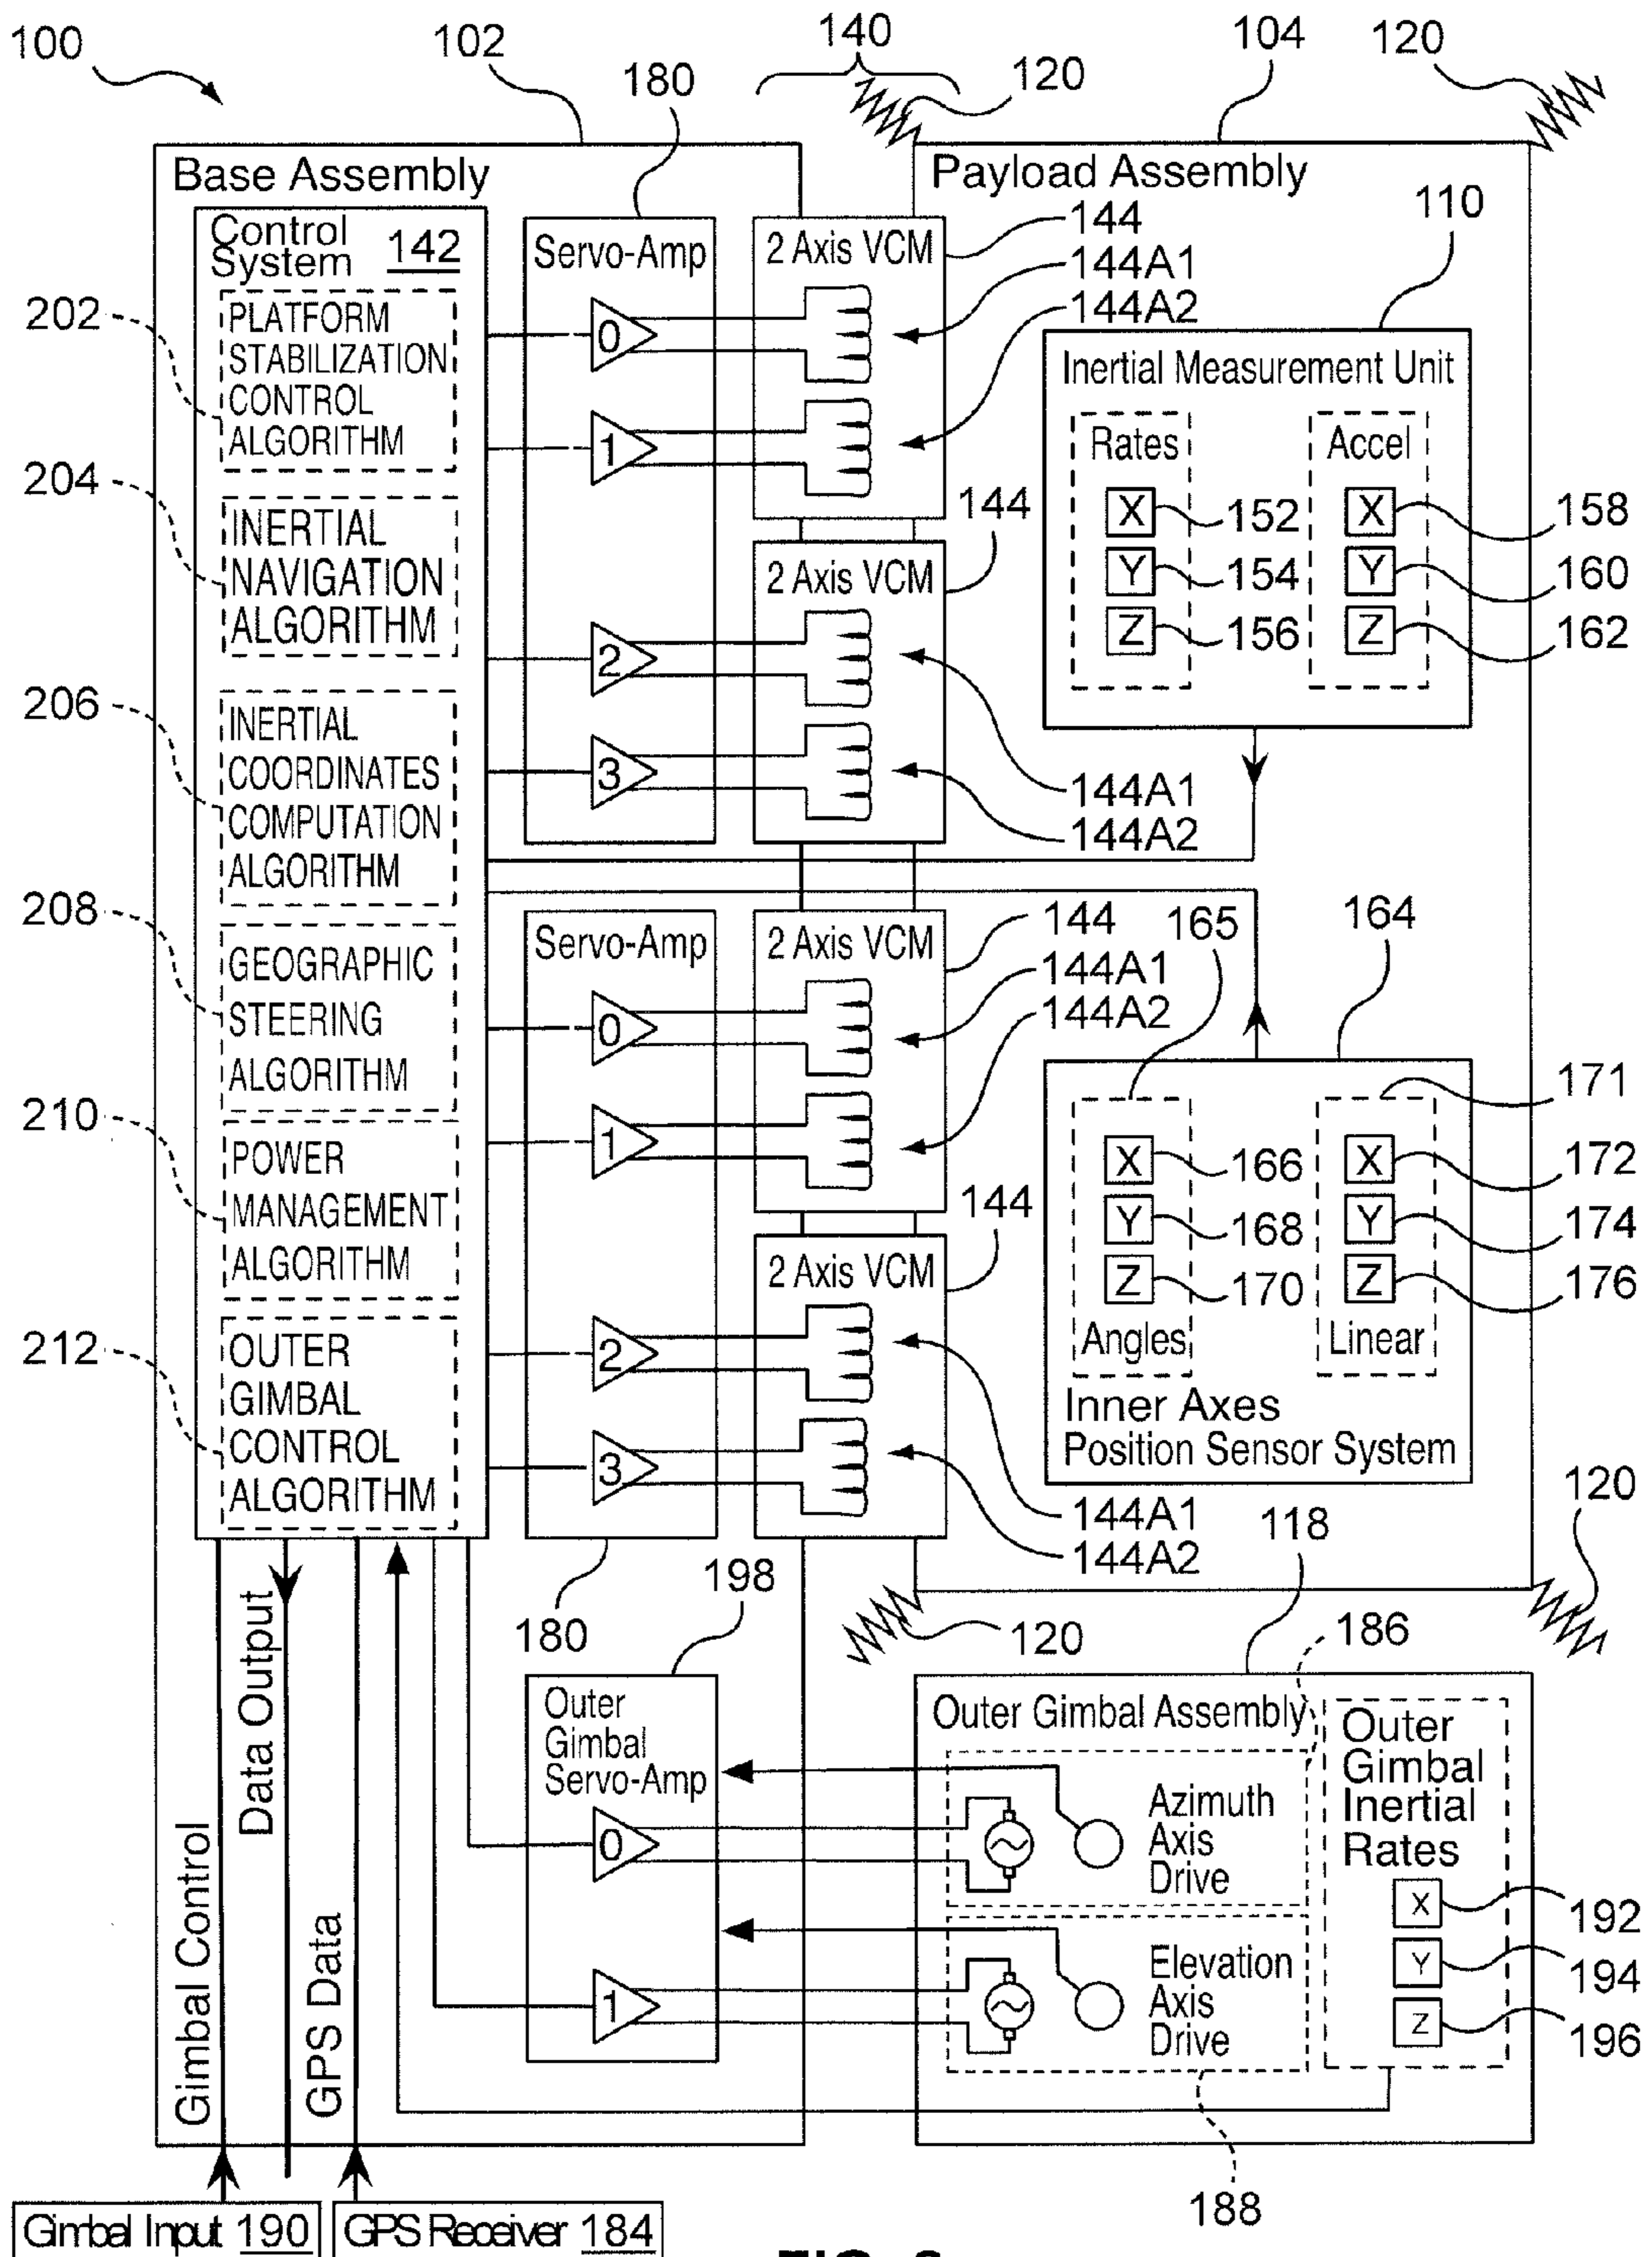 100
102
180
140
120
104
120
Base Assembly
Payload Assembly
Control
System 142
202
PLATFORM
STABILIZATION
CONTROL
ALGORITHM
204
INERTIAL
NAVIGATION
ALGORITHM
206
INERTIAL
COORDINATES
COMPUTATION
ALGORITHM
208
GEOGRAPHIC
STEERING
ALGORITHM
210
POWER
MANAGEMENT
ALGORITHM
212
OUTER
GIMBAL
CONTROL
ALGORITHM
Servo-Amp
0
1
2
3
2 Axis VCM
144
144A1
144A2
2 Axis VCM
144
144A1
144A2
110
Inertial Measurement Unit
Rates
Accel
X 152
X 158
Y 154
Y 160
Z 156
Z 162
Servo-Amp
0
1
2
3
180
2 Axis VCM
144
144A1
144A2
2 Axis VCM
144
144A1
144A2
165
164
171
X 166
X 172
Y 168
Y 174
Z 170
Z 176
Angles
Linear
Inner Axes
Position Sensor System
120
120
118
186
198
Outer
Gimbal
Servo-Amp
0
1
Outer Gimbal Assembly
Azimuth
Axis
Drive
Elevation
Axis
Drive
188
Outer
Gimbal
Inertial
Rates
X 192
Y 194
Z 196
Gimbal Control
Data Output
GPS Data
Gimbal Input 190
GPS Receiver 184